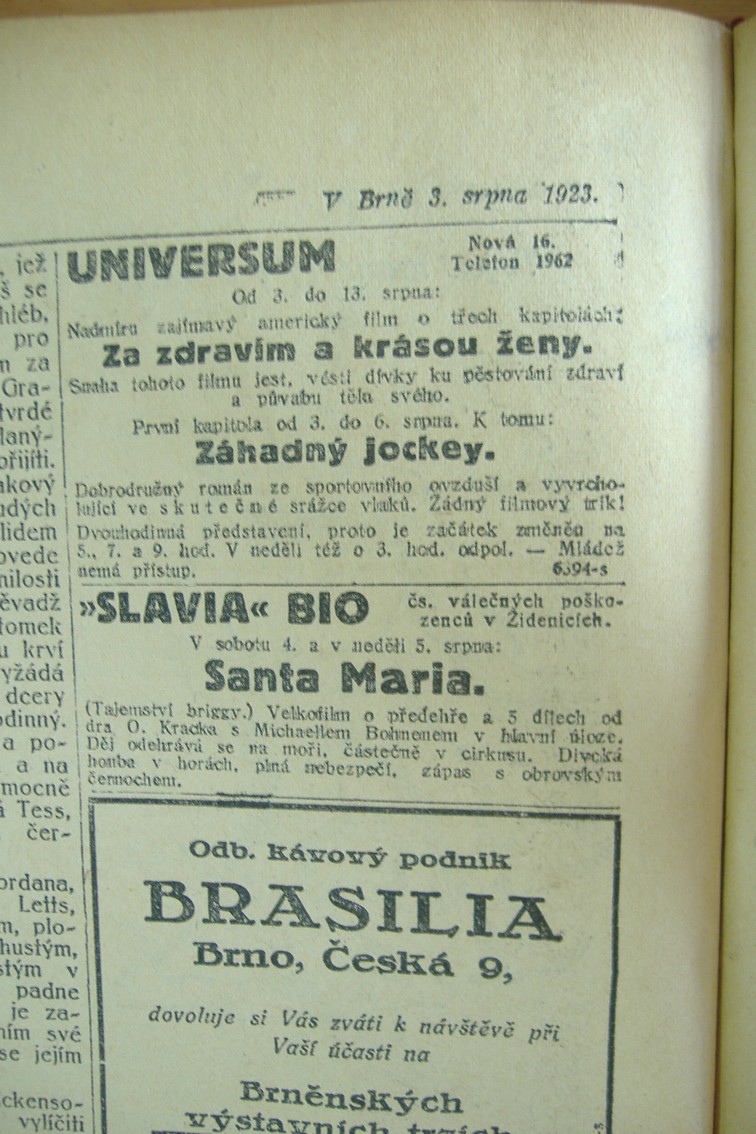 V Brně 3. srpna 1923.
, jež
š se
hléb,
pro
m za
Gra-
tvrdé
laný-
přijíti.
akový
udých
lidem
ovede
milosti
ěvadž
tomek
u krví
yžádá
dcery
odinný.
a po-
a na
mocně
á Tess,
čer-
ordana,
Letts,
m, plo-
hustým,
stým v
padne
je za-
ním své
se jejím
ckenso-
vylíčiti
UNIVERSUM
Nová 16.
Telefon 1962
Od 3. do 13. srpna:
Nadmíru zajímavý americký film o třech kapitolách:
Za zdravím a krásou ženy.
Snaha tohoto filmu jest, vésti dívky ku pěstování zdraví
a půvabu těla svého.
První kapitola od 3. do 6. srpna. K tomu:
Záhadný jockey.
Dobrodružný román ze sportovního ovzduší a vyvrcho-
lující ve skutečné srážce vlaků. Žádný filmový trik!
Dvouhodinná představení, proto je začátek změněn na
5., 7. a 9. hod. V neděli též o 3. hod. odpol. — Mládež
nemá přístup. 6394-s
»SLAVIA« BIO
čs. válečných poško-
zenců v Židenicích.
V sobotu 4. a v neděli 5. srpna:
Santa Maria.
(Tajemství briggy.) Velkofilm o předehře a 5 dílech od
dra O. Kracka s Michaellem Bohnenem v hlavní úloze.
Děj odehrává se na moři, částečně v cirkusu. Divoká
honba v horách, plná nebezpečí, zápas s obrovským
černochem.
Odb. kávový podnik
BRASILIA
Brno, Česká 9,
dovoluje si Vás zváti k návštěvě při
Vaší účasti na
Brněnských
výstavních trzích